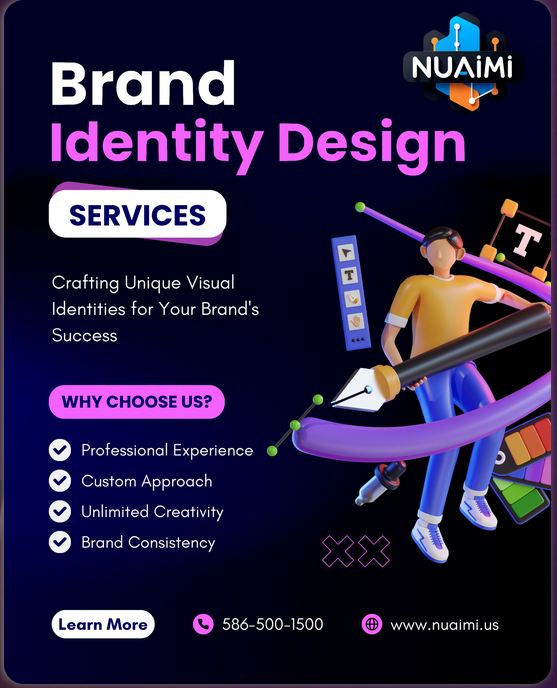 NUAiMi
Brand
Identity Design
SERVICES
Crafting Unique Visual
Identities for Your Brand's
Success
T
T
WHY CHOOSE US?
Professional Experience
Custom Approach
Unlimited Creativity
Brand Consistency
Learn More
586-500-1500
www.nuaimi.us